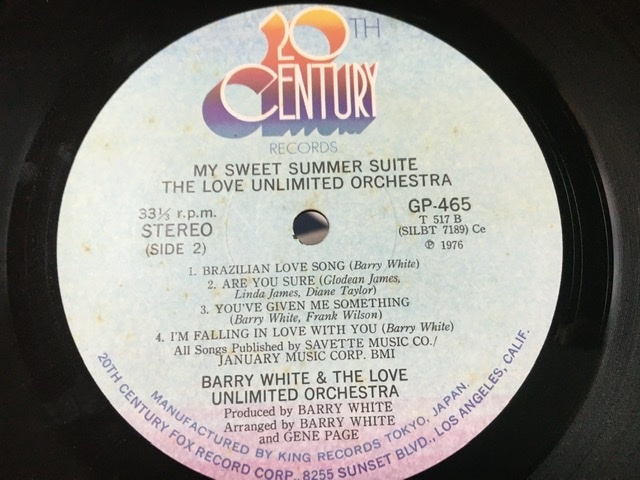 20TH
CENTURY
RECORDS
MY SWEET SUMMER SUITE
THE LOVE UNLIMITED ORCHESTRA
33⅓ r.p.m.
STEREO
(SIDE 2)
GP-465
T 517 B
(SILBT 7189) Ce
℗ 1976
1. BRAZILIAN LOVE SONG (Barry White)
2. ARE YOU SURE (Glodean James,
Linda James, Diane Taylor)
3. YOU'VE GIVEN ME SOMETHING
(Barry White, Frank Wilson)
4. I'M FALLING IN LOVE WITH YOU (Barry White)
All Songs Published by SAVETTE MUSIC CO./
JANUARY MUSIC CORP. BMI
BARRY WHITE & THE LOVE
UNLIMITED ORCHESTRA
Produced by BARRY WHITE
Arranged by BARRY WHITE
and GENE PAGE
MANUFACTURED BY KING RECORDS TOKYO, JAPAN.
20TH CENTURY FOX RECORD CORP., 8255 SUNSET BLVD., LOS ANGELES, CALIF.